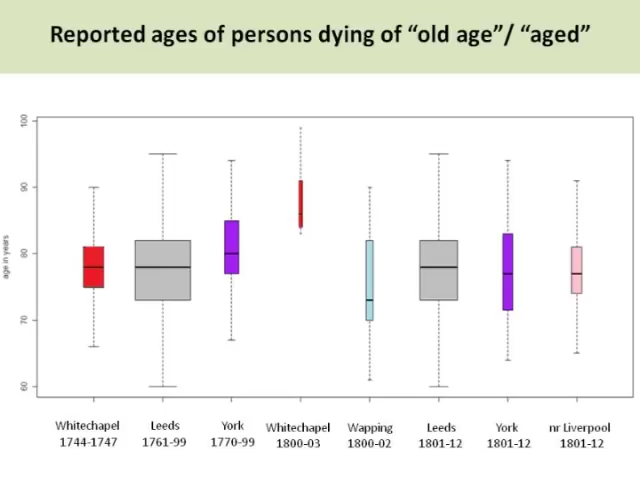 Reported ages of persons dying of “old age”/ “aged”
100
90
80
70
60
age in years
Whitechapel Leeds York Whitechapel Wapping Leeds York nr Liverpool
1744-1747 1761-99 1770-99 1800-03 1800-02 1801-12 1801-12 1801-12